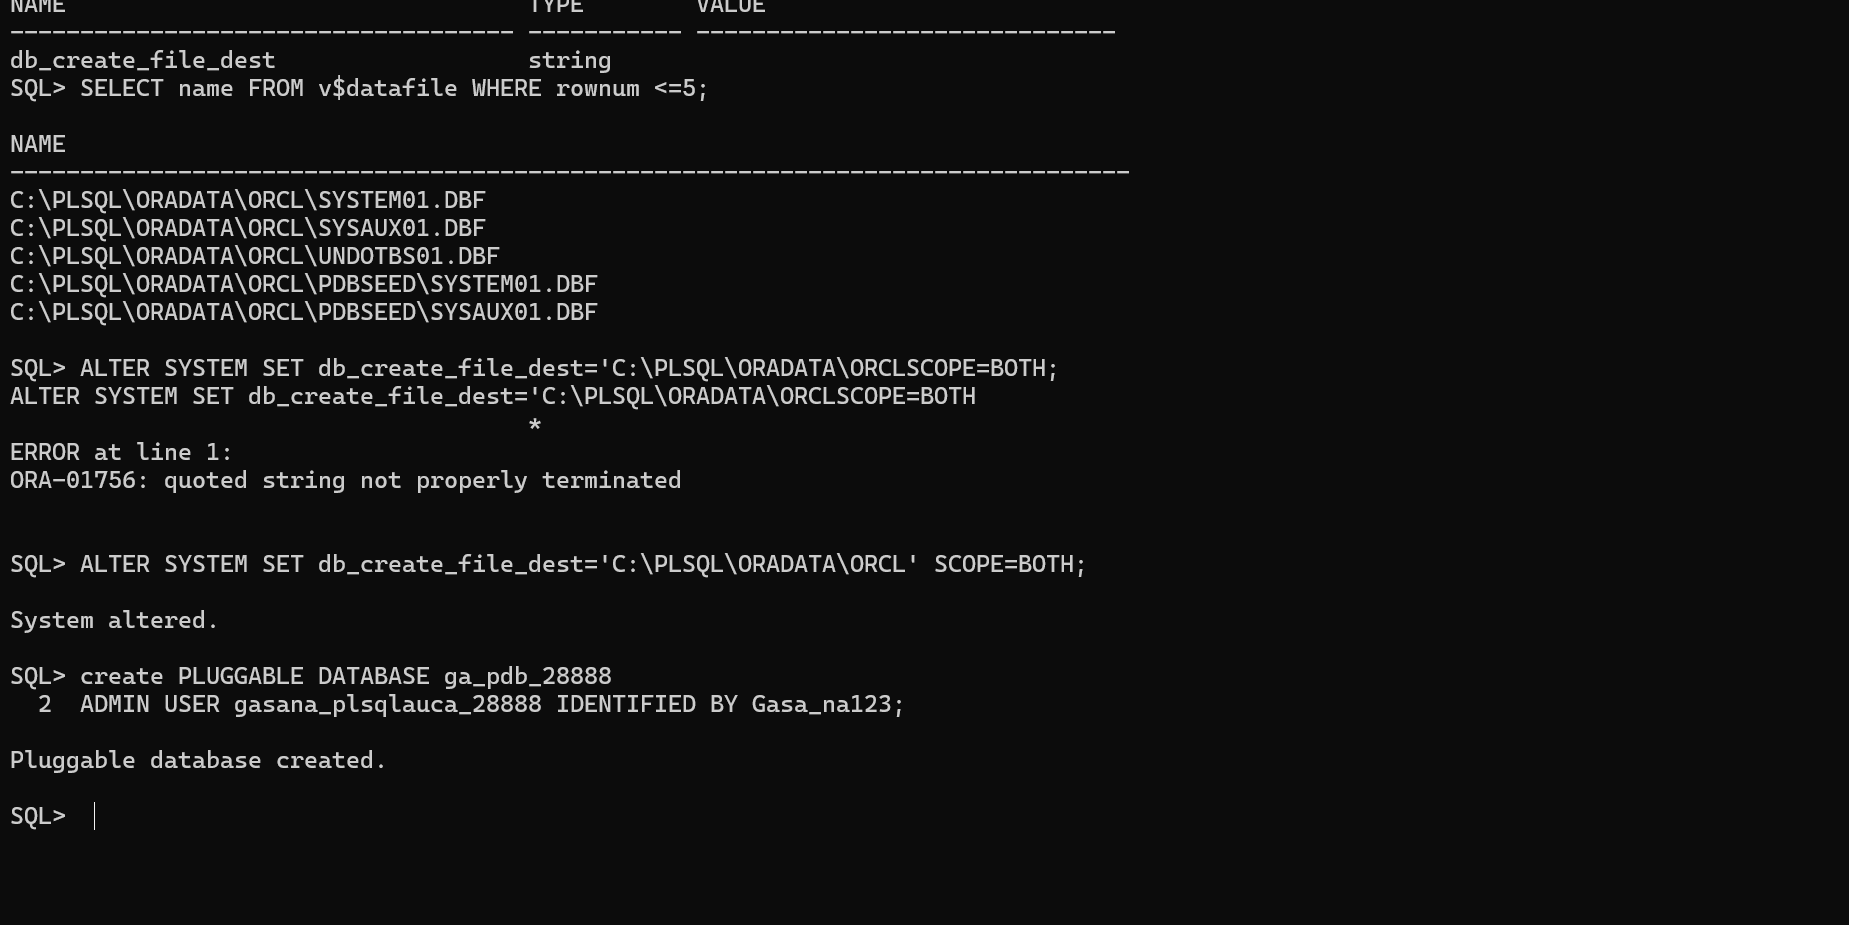 NAME                                 TYPE        VALUE
------------------------------------ ----------- ------------------------------
db_create_file_dest                  string
SQL> SELECT name FROM v$datafile WHERE rownum <=5;

NAME
--------------------------------------------------------------------------------
C:\PLSQL\ORADATA\ORCL\SYSTEM01.DBF
C:\PLSQL\ORADATA\ORCL\SYSAUX01.DBF
C:\PLSQL\ORADATA\ORCL\UNDOTBS01.DBF
C:\PLSQL\ORADATA\ORCL\PDBSEED\SYSTEM01.DBF
C:\PLSQL\ORADATA\ORCL\PDBSEED\SYSAUX01.DBF

SQL> ALTER SYSTEM SET db_create_file_dest='C:\PLSQL\ORADATA\ORCLSCOPE=BOTH;
ALTER SYSTEM SET db_create_file_dest='C:\PLSQL\ORADATA\ORCLSCOPE=BOTH
                                     *
ERROR at line 1:
ORA-01756: quoted string not properly terminated


SQL> ALTER SYSTEM SET db_create_file_dest='C:\PLSQL\ORADATA\ORCL' SCOPE=BOTH;

System altered.

SQL> create PLUGGABLE DATABASE ga_pdb_28888
  2  ADMIN USER gasana_plsqlauca_28888 IDENTIFIED BY Gasa_na123;

Pluggable database created.

SQL>